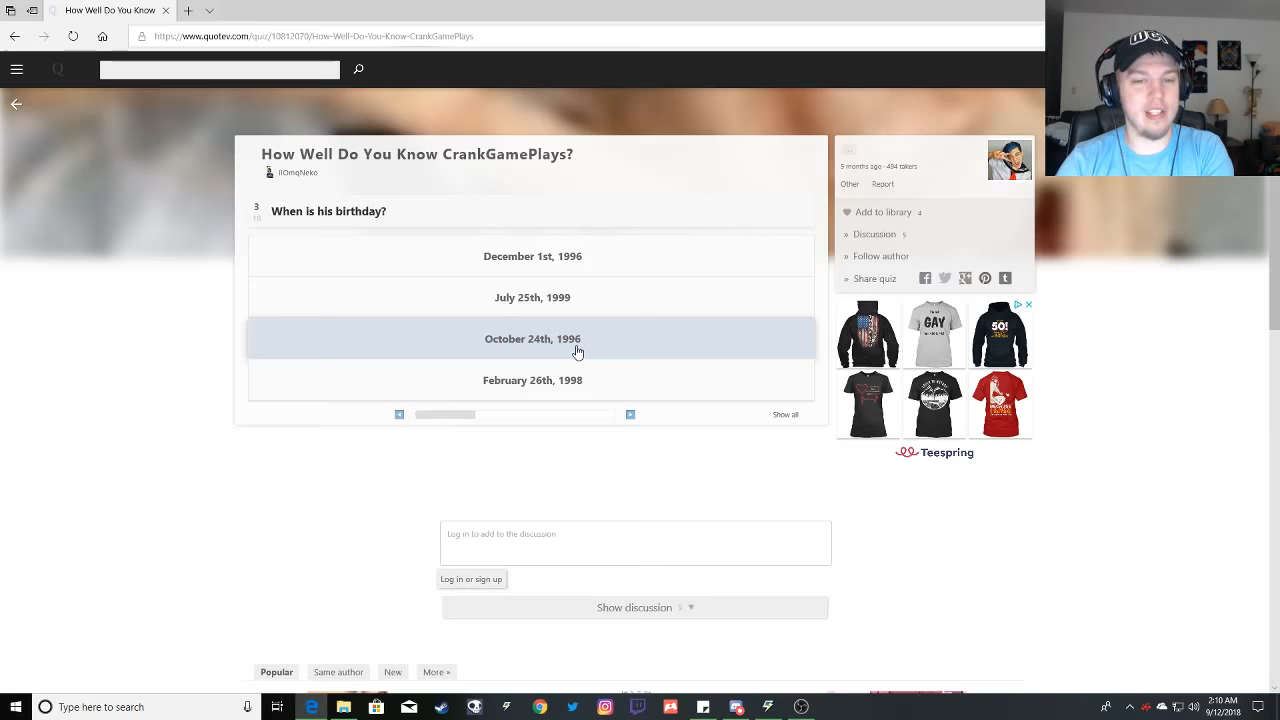 How Well Do You Know
https://www.quotev.com/quiz/10812070/How-Well-Do-You-Know-CrankGamePlays
Q
How Well Do You Know CrankGamePlays?
iiOmqNeko
3
When is his birthday?
December 1st, 1996
July 25th, 1999
October 24th, 1996
February 26th, 1998
Show all
5 months ago · 494 takers
Other Report
Add to library 4
» Discussion 5
» Follow author
» Share quiz
GAY
50!
Teespring
Log in to add to the discussion
Log in or sign up
Show discussion 5 ▼
Popular
Same author
New
More »
Type here to search
2:10 AM
9/12/2018